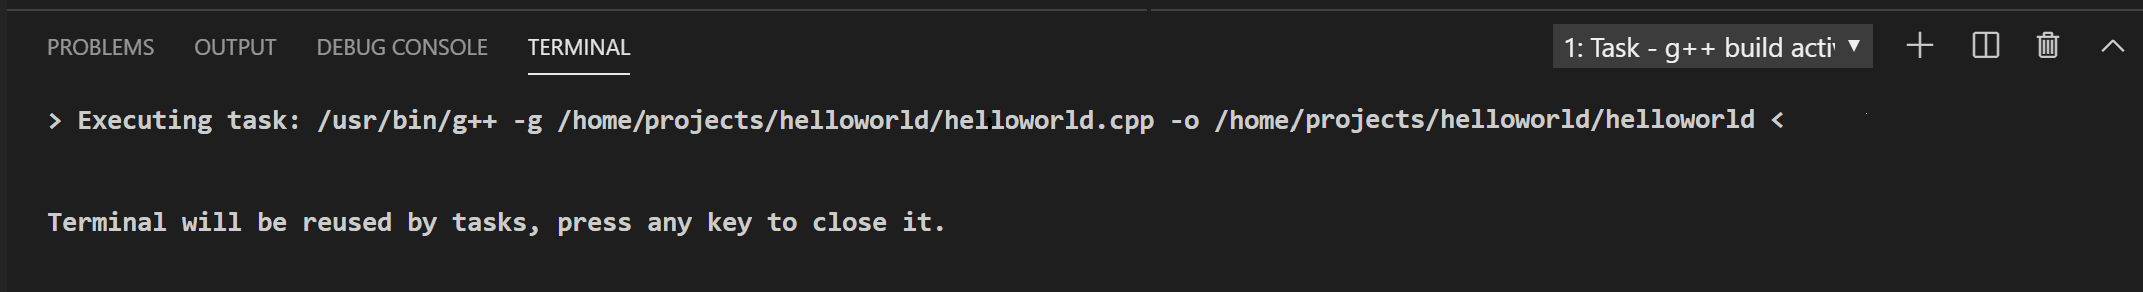 PROBLEMS OUTPUT DEBUG CONSOLE TERMINAL 1: Task - g++ build activ
> Executing task: /usr/bin/g++ -g /home/projects/helloworld/helloworld.cpp -o /home/projects/helloworld/helloworld <
Terminal will be reused by tasks, press any key to close it.